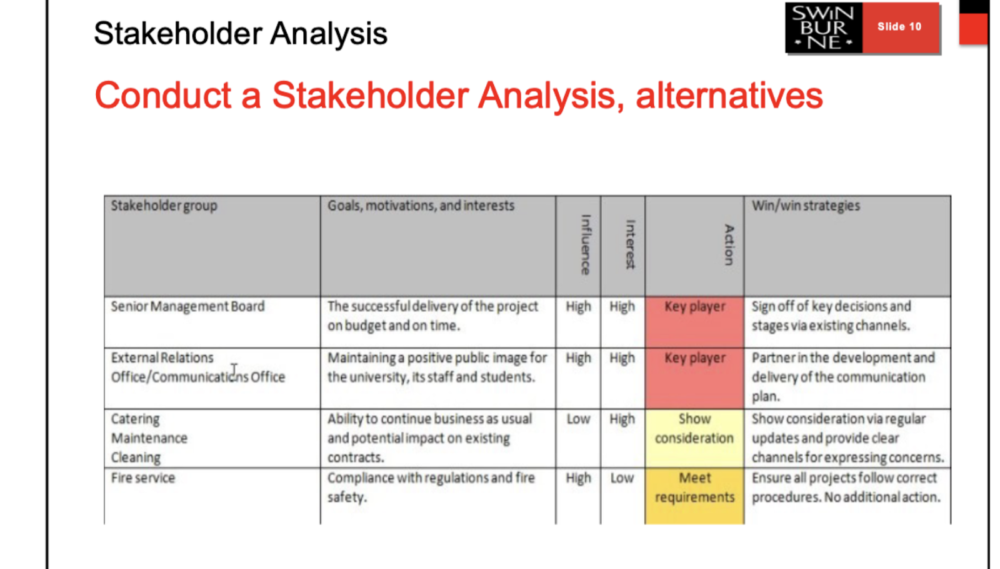 Stakeholder Analysis
SWiN
BUR
NE
Slide 10
Conduct a Stakeholder Analysis, alternatives
Stakeholder group
Goals, motivations, and interests
Influence
Interest
Action
Win/win strategies
Senior Management Board
The successful delivery of the project
on budget and on time.
High
High
Key player
Sign off of key decisions and
stages via existing channels.
External Relations
Office/Communications Office
Maintaining a positive public image for
the university, its staff and students.
High
High
Key player
Partner in the development and
delivery of the communication
plan.
Catering
Maintenance
Cleaning
Ability to continue business as usual
and potential impact on existing
contracts.
Low
High
Show
consideration
Show consideration via regular
updates and provide clear
channels for expressing concerns.
Fire service
Compliance with regulations and fire
safety.
High
Low
Meet
requirements
Ensure all projects follow correct
procedures. No additional action.